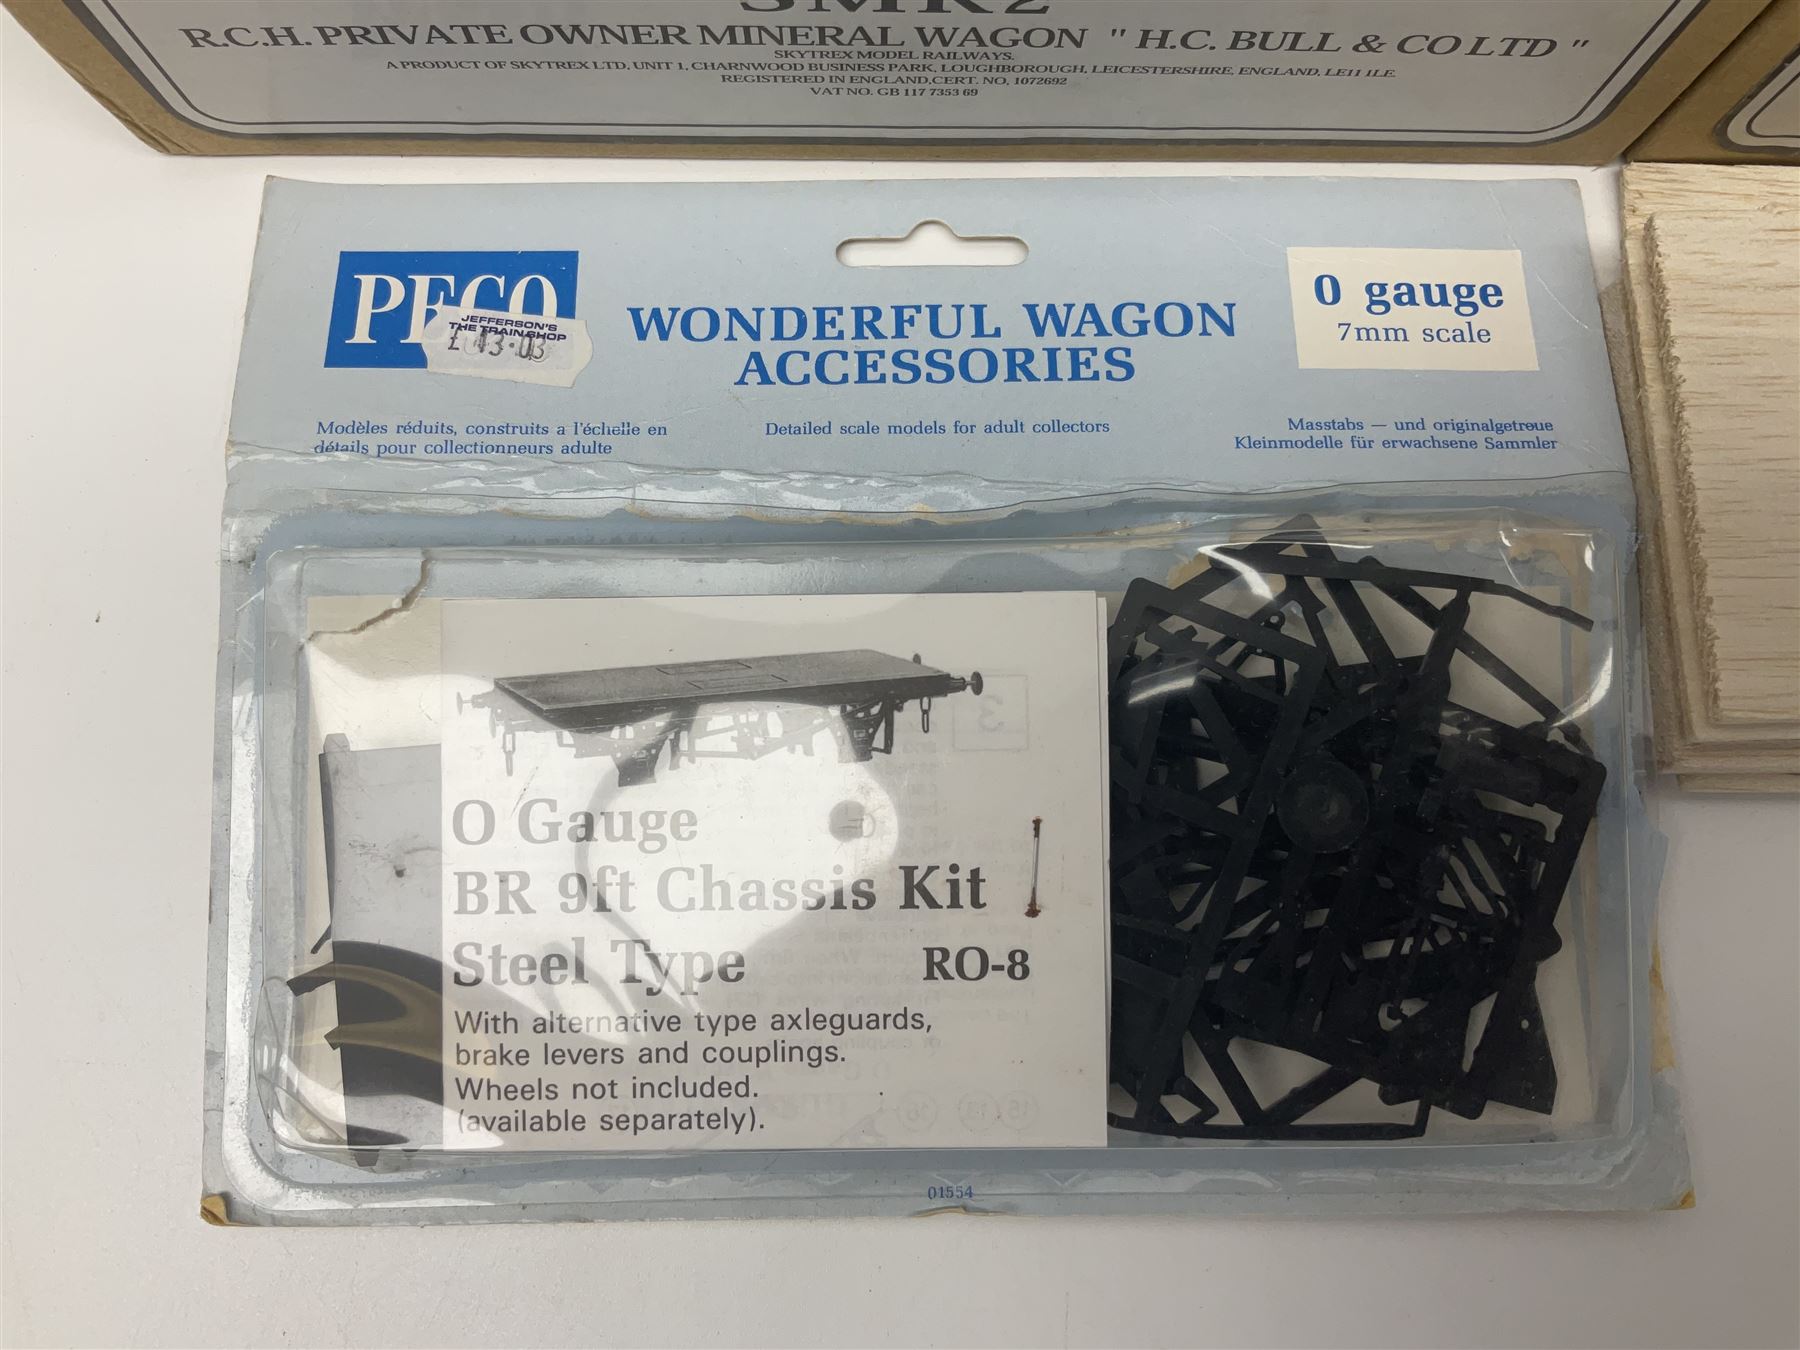 SMR2
R.C.H. PRIVATE OWNER MINERAL WAGON " H.C. BULL & CO LTD "
SKYTREX MODEL RAILWAYS.
A PRODUCT OF SKYTREX LTD, UNIT 1, CHARNWOOD BUSINESS PARK, LOUGHBOROUGH, LEICESTERSHIRE, ENGLAND, LE11 1LF.
REGISTERED IN ENGLAND,CERT. NO, 1072692
VAT NO. GB 117 7353 69
PECO
JEFFERSON'S
THE TRAIN SHOP
£ 13·03
WONDERFUL WAGON
ACCESSORIES
O gauge
7mm scale
Modèles réduits, construits a l'échelle en
détails pour collectionneurs adulte
Detailed scale models for adult collectors
Masstabs — und originalgetreue
Kleinmodelle für erwachsene Sammler
O Gauge
BR 9ft Chassis Kit
Steel Type RO-8
With alternative type axleguards,
brake levers and couplings.
Wheels not included.
(available separately).
01554